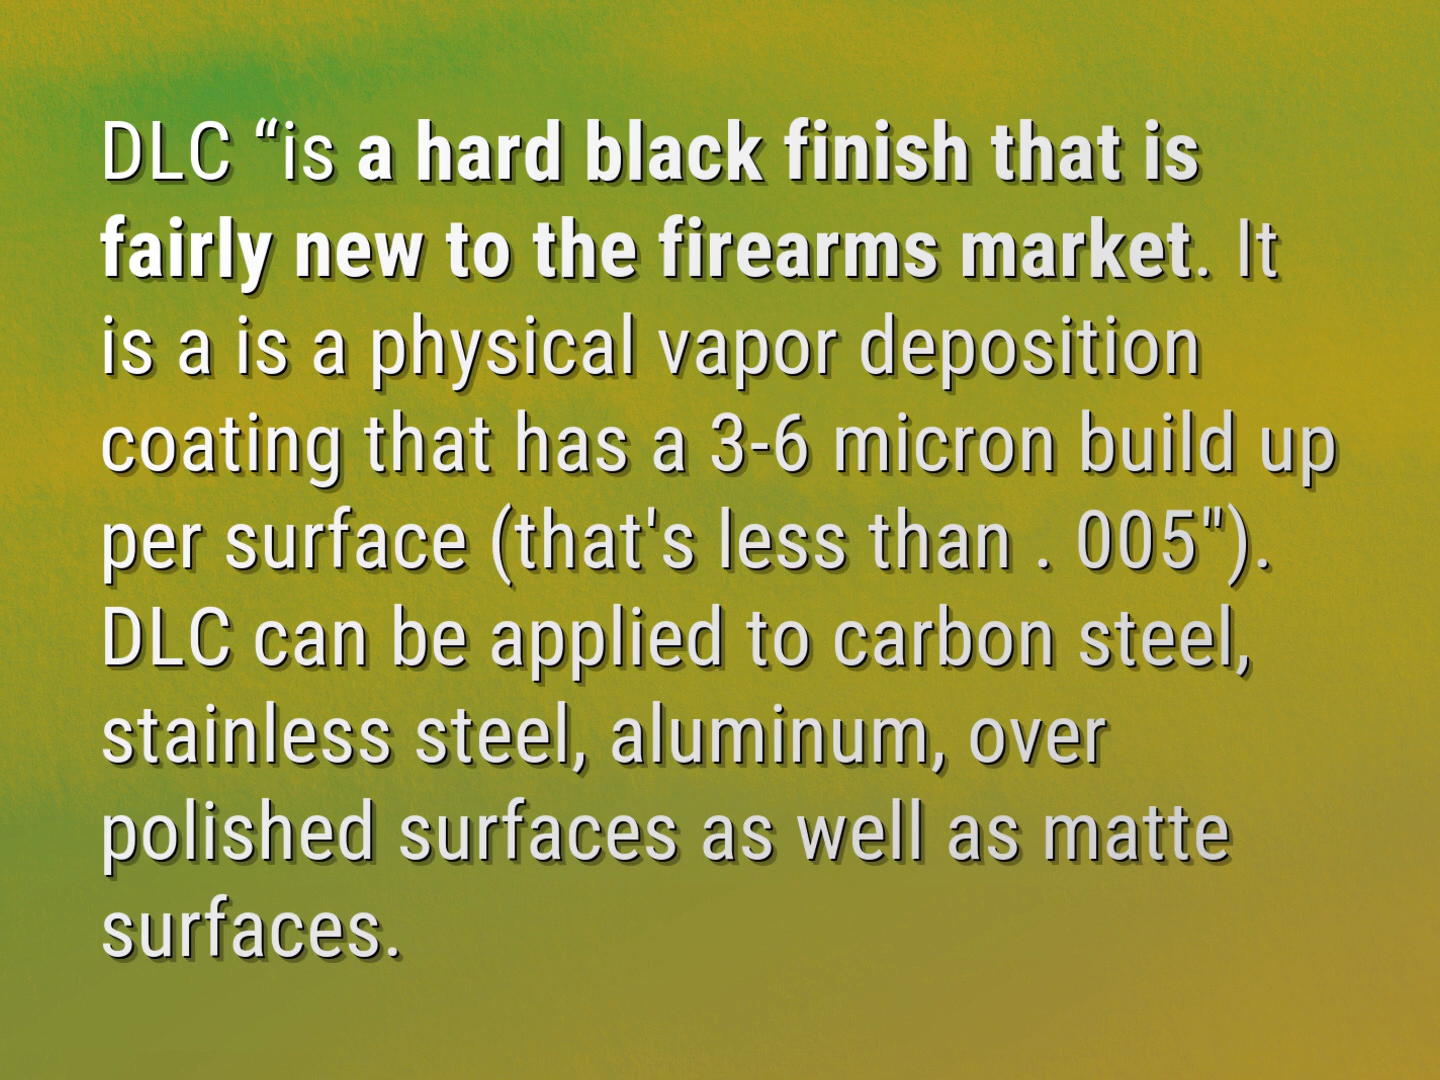 DLC “is a hard black finish that is
fairly new to the firearms market. It
is a is a physical vapor deposition
coating that has a 3-6 micron build up
per surface (that's less than . 005").
DLC can be applied to carbon steel,
stainless steel, aluminum, over
polished surfaces as well as matte
surfaces.